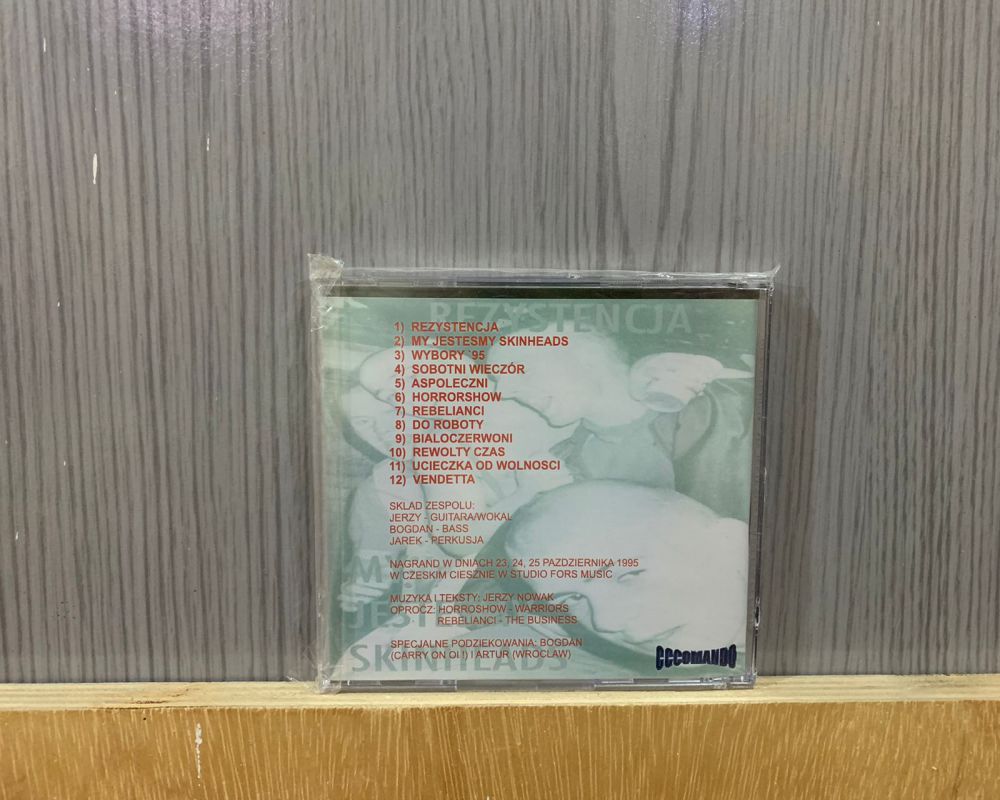 REZYSTENCJA
1) REZYSTENCJA
2) MY JESTESMY SKINHEADS
3) WYBORY `95
4) SOBOTNI WIECZÓR
5) ASPOLECZNI
6) HORRORSHOW
7) REBELIANCI
8) DO ROBOTY
9) BIALOCZERWONI
10) REWOLTY CZAS
11) UCIECZKA OD WOLNOSCI
12) VENDETTA
SKLAD ZESPOLU:
JERZY - GUITARA/WOKAL
BOGDAN - BASS
JAREK - PERKUSJA
NAGRAND W DNIACH 23, 24, 25 PAZDZIERNIKA 1995
W CZESKIM CIESZNIE W STUDIO FORS MUSIC
MUZYKA I TEKSTY: JERZY NOWAK
OPROCZ: HORROSHOW - WARRIORS
REBELIANCI - THE BUSINESS
SPECJALNE PODZIEKOWANIA: BOGDAN
(CARRY ON OI !) I ARTUR (WROCLAW)
MY
SKINHEADS
CCCOMANDO